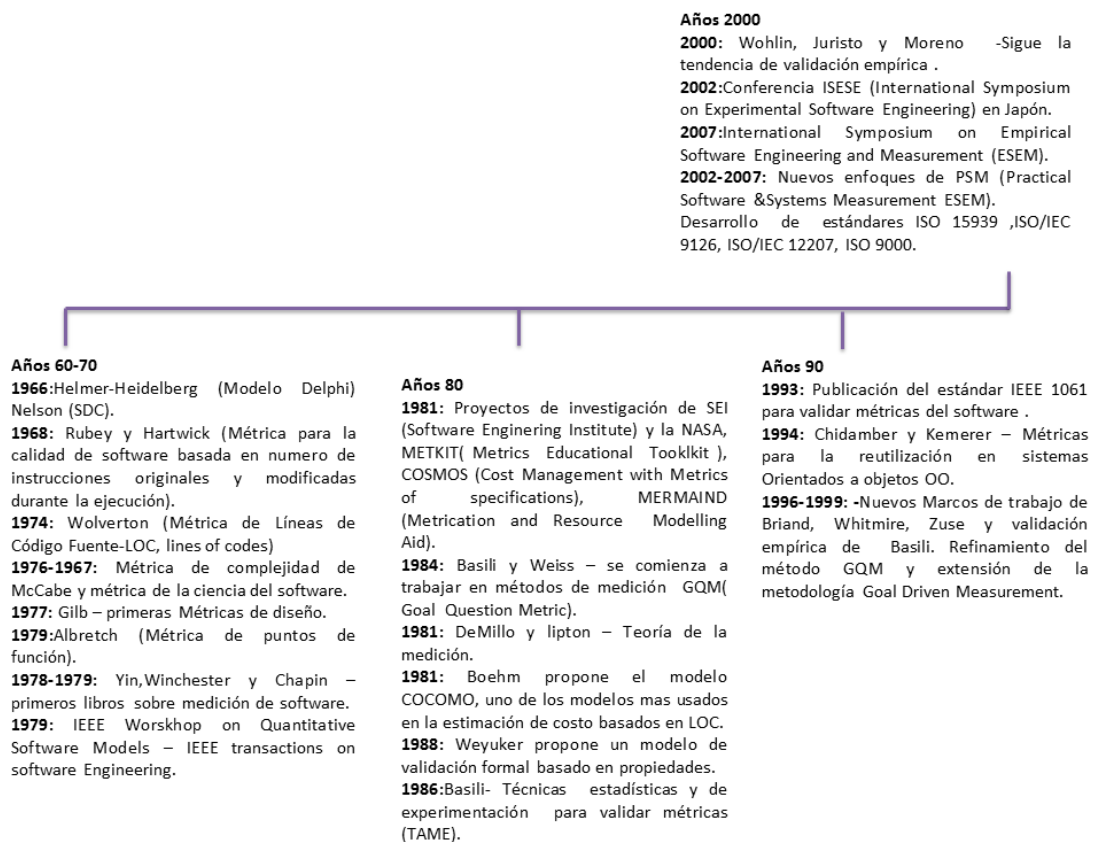 Años 2000
2000: Wohlin, Juristo y Moreno -Sigue la
tendencia de validación empírica .
2002:Conferencia ISESE (International Symposium
on Experimental Software Engineering) en Japón.
2007:International Symposium on Empirical
Software Engineering and Measurement (ESEM).
2002-2007: Nuevos enfoques de PSM (Practical
Software &Systems Measurement ESEM).
Desarrollo de estándares ISO 15939 ,ISO/IEC
9126, ISO/IEC 12207, ISO 9000.
Años 60-70
1966:Helmer-Heidelberg (Modelo Delphi)
Nelson (SDC).
1968: Rubey y Hartwick (Métrica para la
calidad de software basada en numero de
instrucciones originales y modificadas
durante la ejecución).
1974: Wolverton (Métrica de Líneas de
Código Fuente-LOC, lines of codes)
1976-1967: Métrica de complejidad de
McCabe y métrica de la ciencia del software.
1977: Gilb – primeras Métricas de diseño.
1979:Albretch (Métrica de puntos de
función).
1978-1979: Yin,Winchester y Chapin –
primeros libros sobre medición de software.
1979: IEEE Worskhop on Quantitative
Software Models – IEEE transactions on
software Engineering.
Años 80
1981: Proyectos de investigación de SEI
(Software Enginering Institute) y la NASA,
METKIT( Metrics Educational Tooklkit ),
COSMOS (Cost Management with Metrics
of specifications), MERMAIND
(Metrication and Resource Modelling
Aid).
1984: Basili y Weiss – se comienza a
trabajar en métodos de medición GQM(
Goal Question Metric).
1981: DeMillo y lipton – Teoría de la
medición.
1981: Boehm propone el modelo
COCOMO, uno de los modelos mas usados
en la estimación de costo basados en LOC.
1988: Weyuker propone un modelo de
validación formal basado en propiedades.
1986:Basili- Técnicas estadísticas y de
experimentación para validar métricas
(TAME).
Años 90
1993: Publicación del estándar IEEE 1061
para validar métricas del software .
1994: Chidamber y Kemerer – Métricas
para la reutilización en sistemas
Orientados a objetos OO.
1996-1999: -Nuevos Marcos de trabajo de
Briand, Whitmire, Zuse y validación
empírica de Basili. Refinamiento del
método GQM y extensión de la
metodología Goal Driven Measurement.